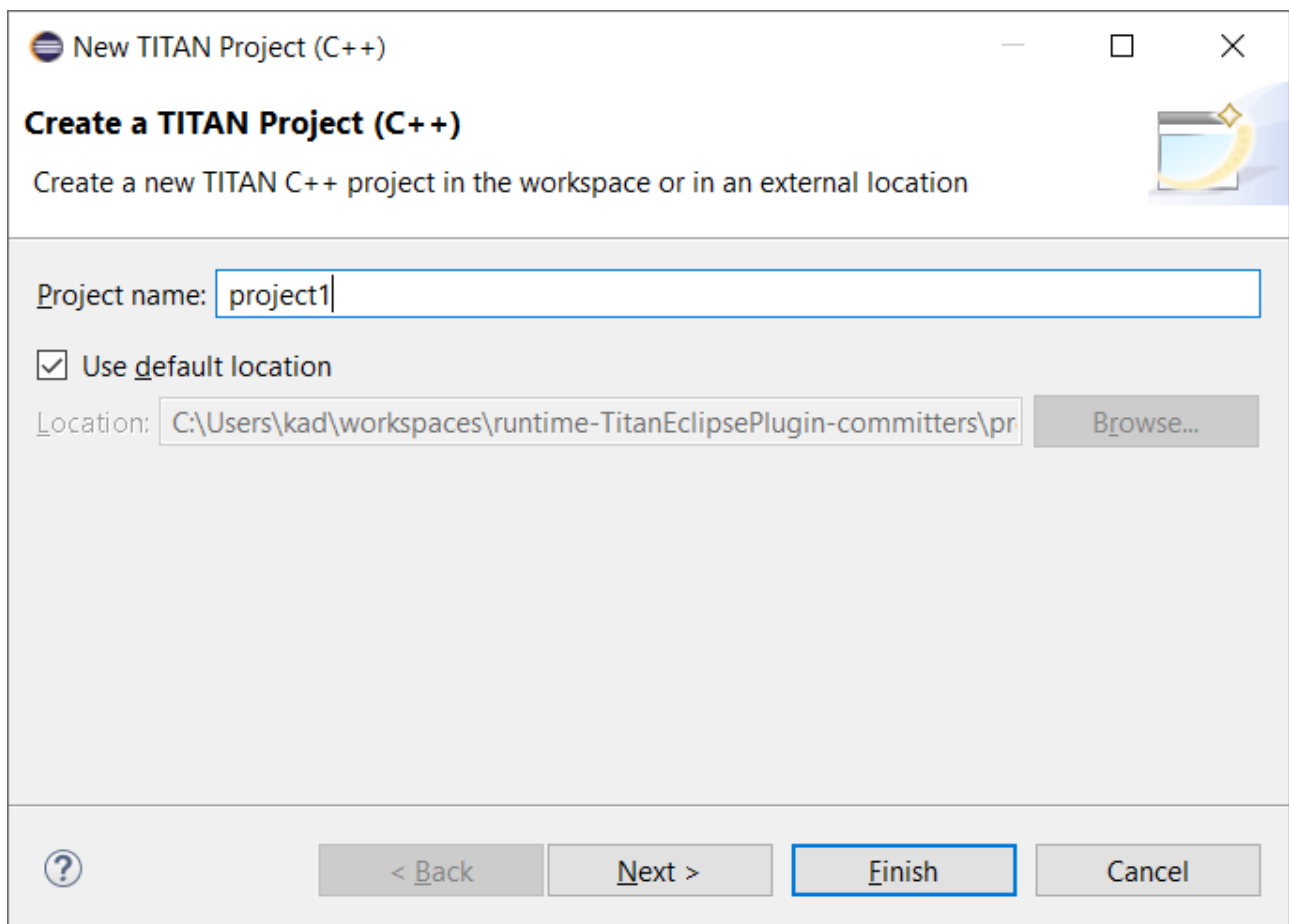 New TITAN Project (C++)
Create a TITAN Project (C++)
Create a new TITAN C++ project in the workspace or in an external location
Project name: project1
Use default location
Location: C:\Users\kad\workspaces\runtime-TitanEclipsePlugin-committers\pr Browse...
? < Back Next > Finish Cancel